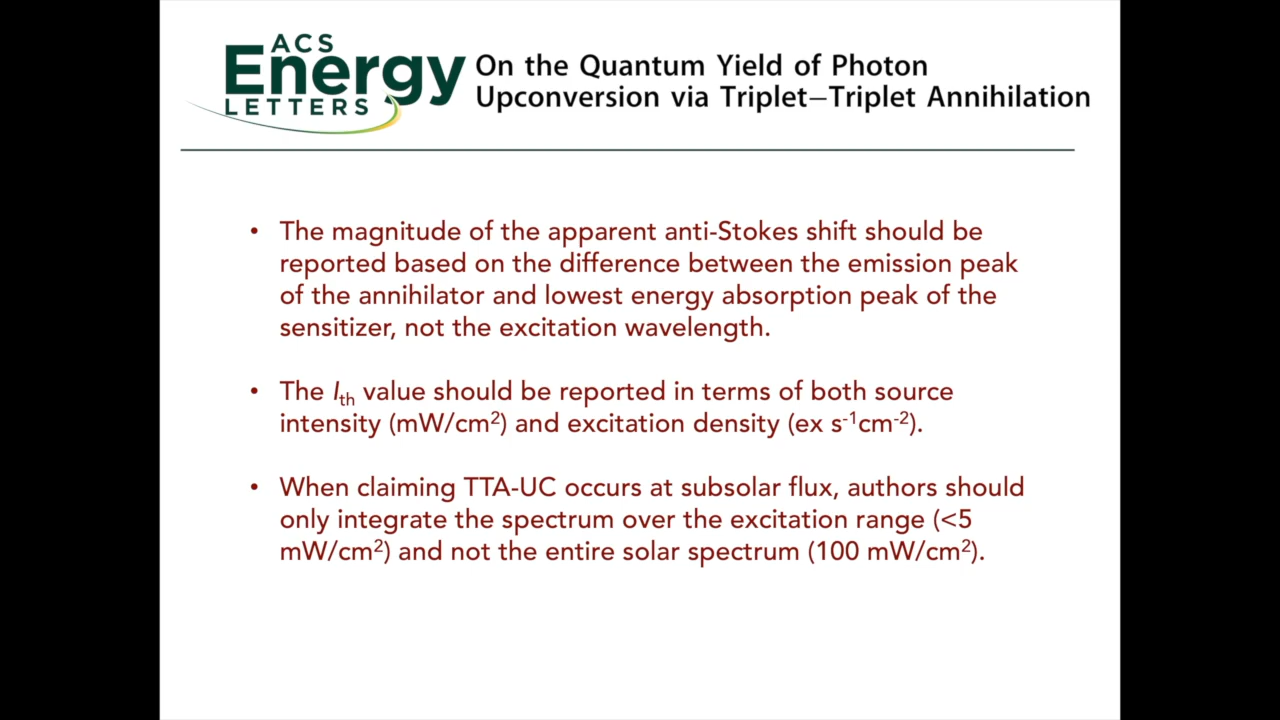 ACS
Energy
LETTERS
On the Quantum Yield of Photon
Upconversion via Triplet–Triplet Annihilation
• The magnitude of the apparent anti-Stokes shift should be
reported based on the difference between the emission peak
of the annihilator and lowest energy absorption peak of the
sensitizer, not the excitation wavelength.
• The Ith value should be reported in terms of both source
intensity (mW/cm²) and excitation density (ex s⁻¹cm⁻²).
• When claiming TTA-UC occurs at subsolar flux, authors should
only integrate the spectrum over the excitation range (<5
mW/cm²) and not the entire solar spectrum (100 mW/cm²).